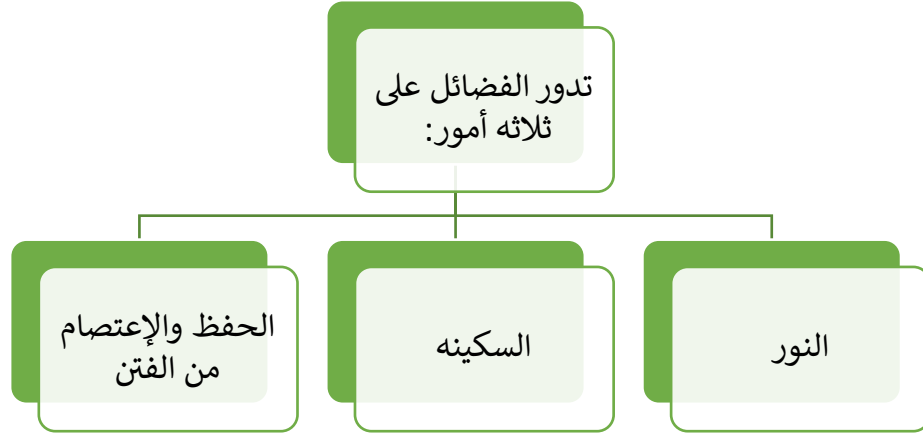 تدور الفضائل على
ثلاثه أمور:
النور
السكينه
الحفظ والإعتصام
من الفتن